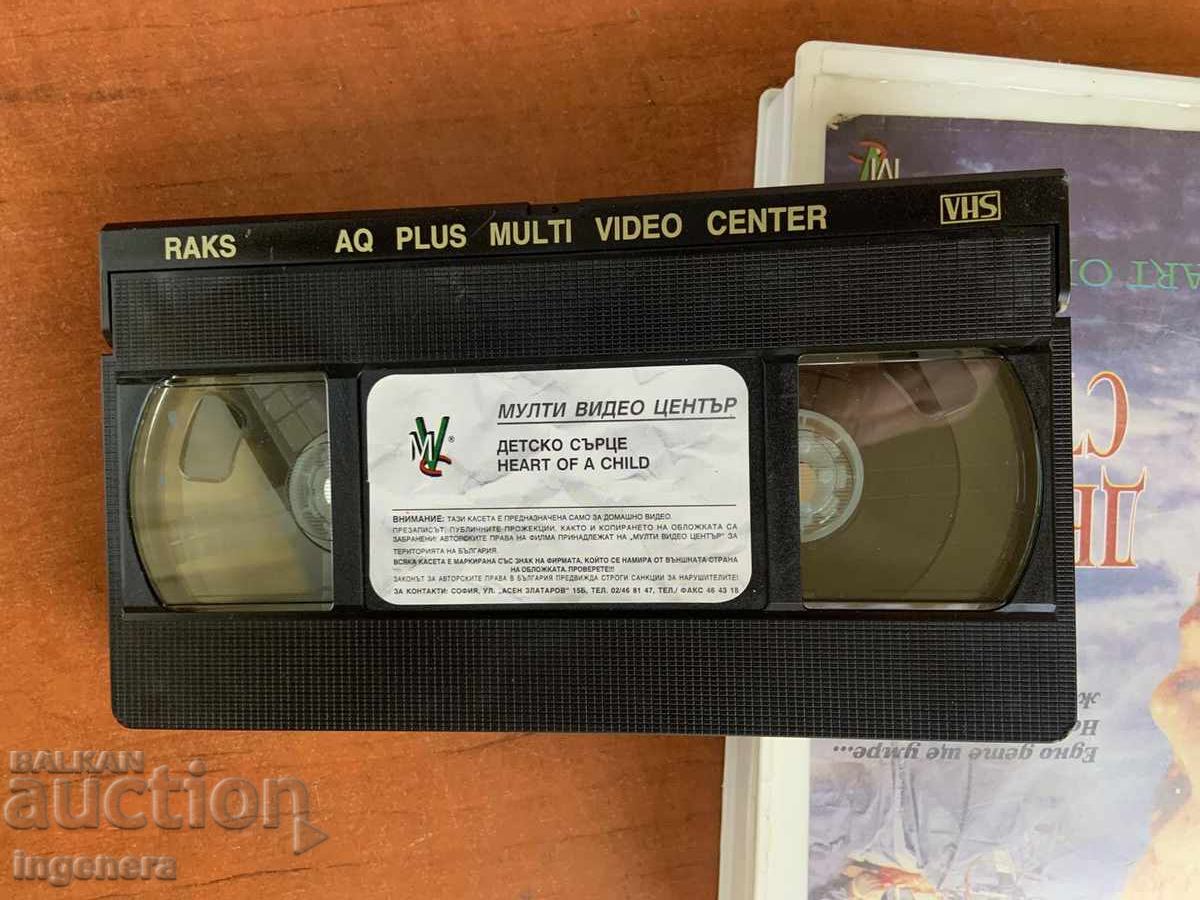 RAKS AQ PLUS MULTI VIDEO CENTER VHS
МУЛТИ ВИДЕО ЦЕНТЪР
MVC®
ДЕТСКО СЪРЦЕ
HEART OF A CHILD
ВНИМАНИЕ: ТАЗИ КАСЕТА Е ПРЕДНАЗНАЧЕНА САМО ЗА ДОМАШНО ВИДЕО.
ПРЕЗАПИСЪТ, ПУБЛИЧНИТЕ ПРОЖЕКЦИИ, КАКТО И КОПИРАНЕТО НА ОБЛОЖКАТА СА
ЗАБРАНЕНИ! АВТОРСКИТЕ ПРАВА НА ФИЛМА ПРИНАДЛЕЖАТ НА „МУЛТИ ВИДЕО ЦЕНТЪР" ЗА
ТЕРИТОРИЯТА НА БЪЛГАРИЯ.
ВСЯКА КАСЕТА Е МАРКИРАНА СЪС ЗНАК НА ФИРМАТА, КОЙТО СЕ НАМИРА ОТ ВЪНШНАТА СТРАНА
НА ОБЛОЖКАТА. ПРОВЕРЕТЕ!!!
ЗАКОНЪТ ЗА АВТОРСКИТЕ ПРАВА В БЪЛГАРИЯ ПРЕДВИЖДА СТРОГИ САНКЦИИ ЗА НАРУШИТЕЛИТЕ!
ЗА КОНТАКТИ: СОФИЯ, УЛ. „АСЕН ЗЛАТАРОВ" 15Б, ТЕЛ. 02/46 81 47, ТЕЛ./ ФАКС 46 43 18
ART O
Едно дете ще умре...
BALKAN
auction
ingenera